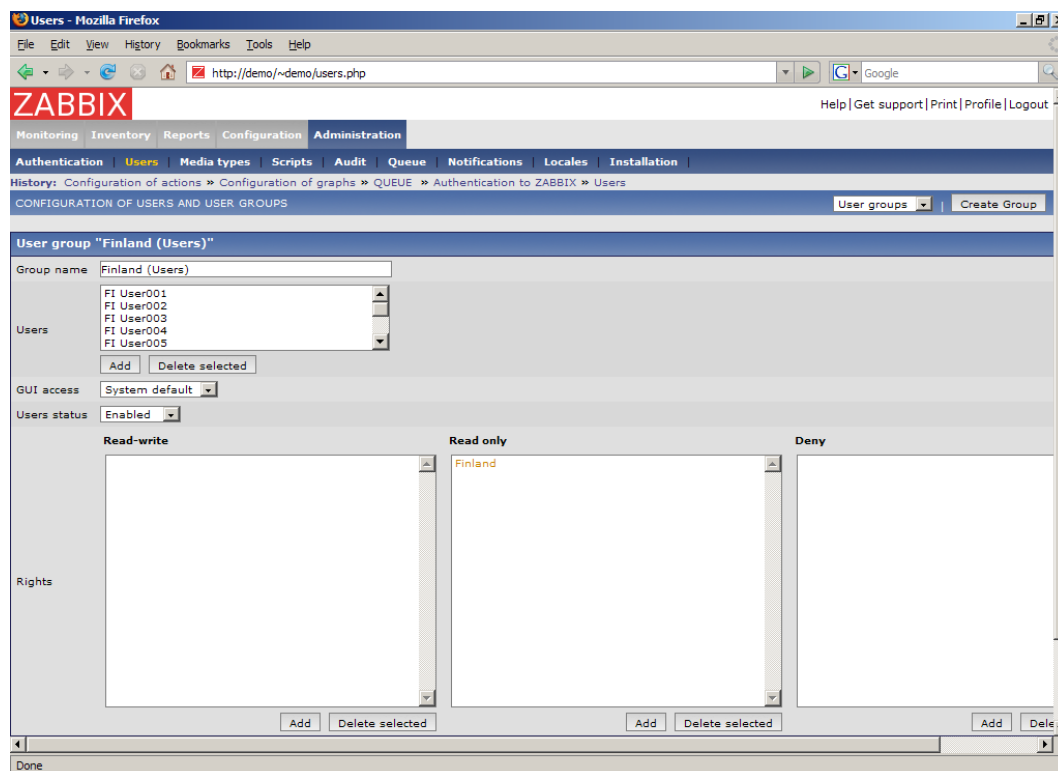 Users - Mozilla Firefox
File Edit View History Bookmarks Tools Help
http://demo/~demo/users.php G Google
ZABBIX
Help | Get support | Print | Profile | Logout
Monitoring Inventory Reports Configuration Administration
Authentication | Users | Media types | Scripts | Audit | Queue | Notifications | Locales | Installation |
History: Configuration of actions » Configuration of graphs » QUEUE » Authentication to ZABBIX » Users
CONFIGURATION OF USERS AND USER GROUPS User groups | Create Group
User group "Finland (Users)"
Group name Finland (Users)
Users
FI User001
FI User002
FI User003
FI User004
FI User005
Add Delete selected
GUI access System default
Users status Enabled
Rights
Read-write Read only Deny
Finland
Add Delete selected Add Delete selected Add Dele
Done